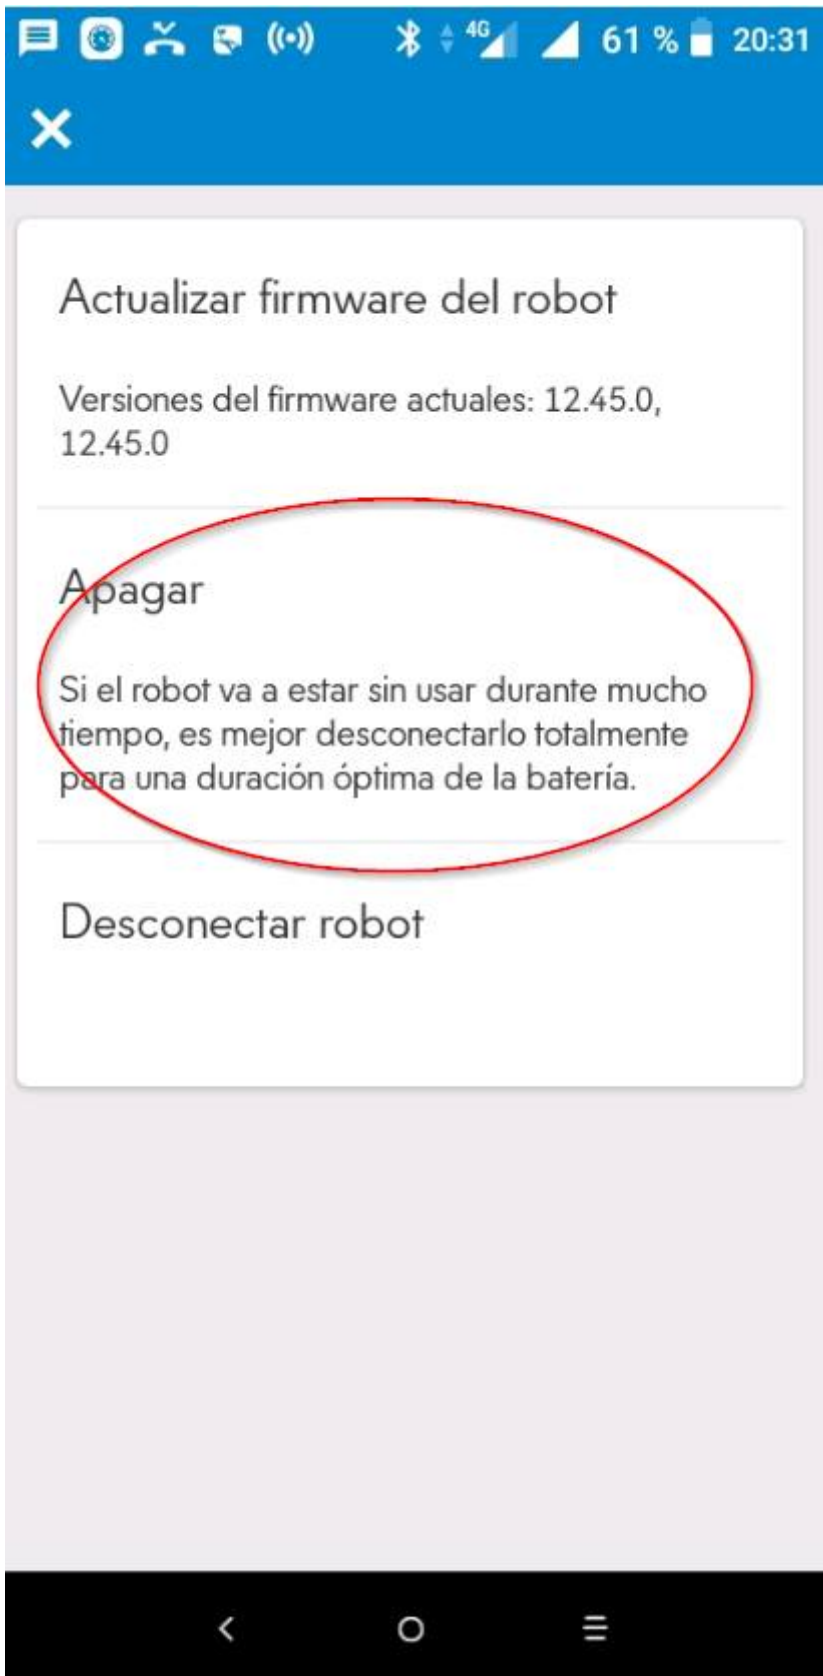 4G 61 % 20:31
Actualizar firmware del robot
Versiones del firmware actuales: 12.45.0,
12.45.0
Apagar
Si el robot va a estar sin usar durante mucho
tiempo, es mejor desconectarlo totalmente
para una duración óptima de la batería.
Desconectar robot